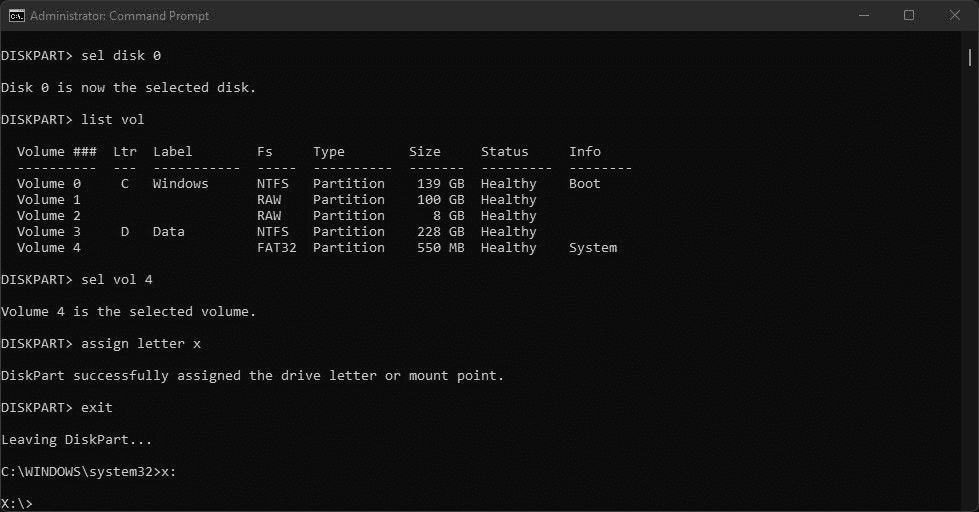 Administrator: Command Prompt
DISKPART> sel disk 0
Disk 0 is now the selected disk.
DISKPART> list vol
  Volume ###  Ltr  Label        Fs     Type        Size     Status     Info
  ----------  ---  -----------  -----  ----------  -------  ---------  --------
  Volume 0     C   Windows      NTFS   Partition    139 GB  Healthy    Boot
  Volume 1                      RAW    Partition    100 GB  Healthy
  Volume 2                      RAW    Partition      8 GB  Healthy
  Volume 3     D   Data         NTFS   Partition    228 GB  Healthy
  Volume 4                      FAT32  Partition    550 MB  Healthy    System
DISKPART> sel vol 4
Volume 4 is the selected volume.
DISKPART> assign letter x
DiskPart successfully assigned the drive letter or mount point.
DISKPART> exit
Leaving DiskPart...
C:\WINDOWS\system32>x:
X:\>